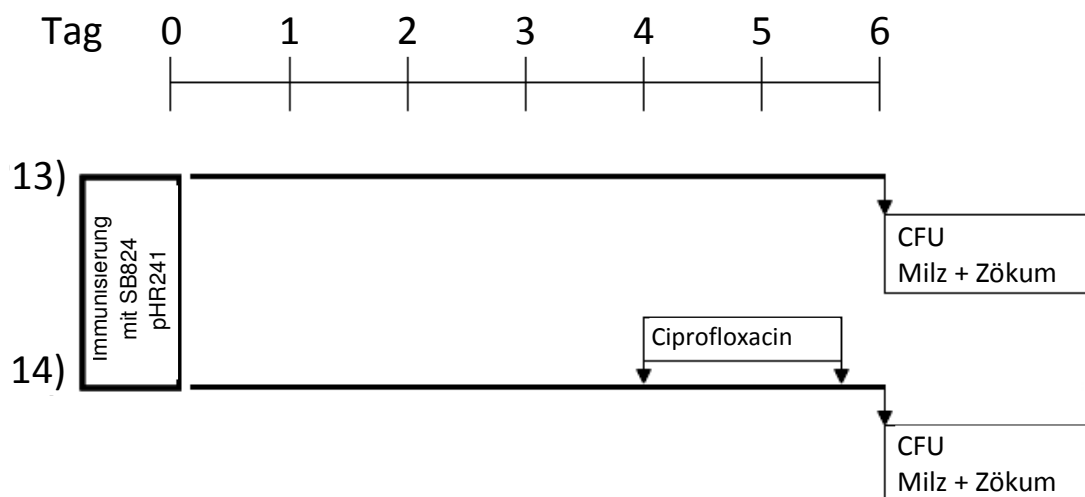 Tag 0 1 2 3 4 5 6
13)
Immunisierung
mit SB824
pHR241
CFU
Milz + Zökum
Ciprofloxacin
14)
CFU
Milz + Zökum